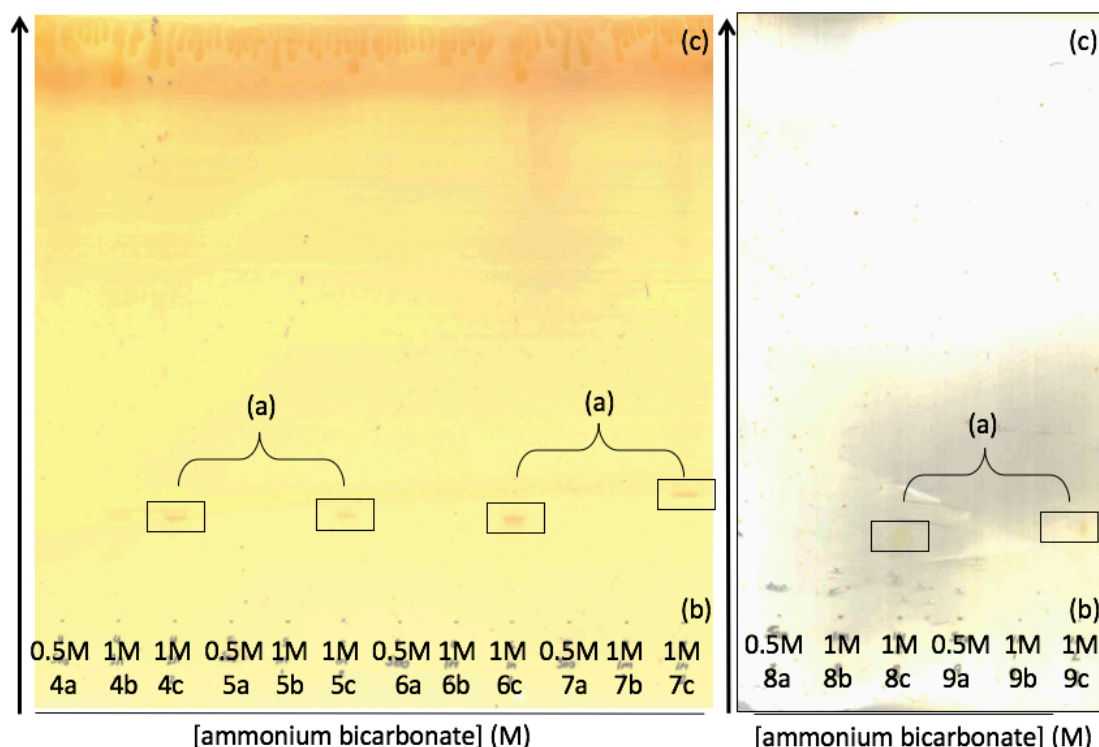 (c)
(a)
(a)
(b)
0.5M 1M 1M 0.5M 1M 1M 0.5M 1M 1M 0.5M 1M 1M
4a 4b 4c 5a 5b 5c 6a 6b 6c 7a 7b 7c
[ammonium bicarbonate] (M)
(c)
(a)
(b)
0.5M 1M 1M 0.5M 1M 1M
8a 8b 8c 9a 9b 9c
[ammonium bicarbonate] (M)